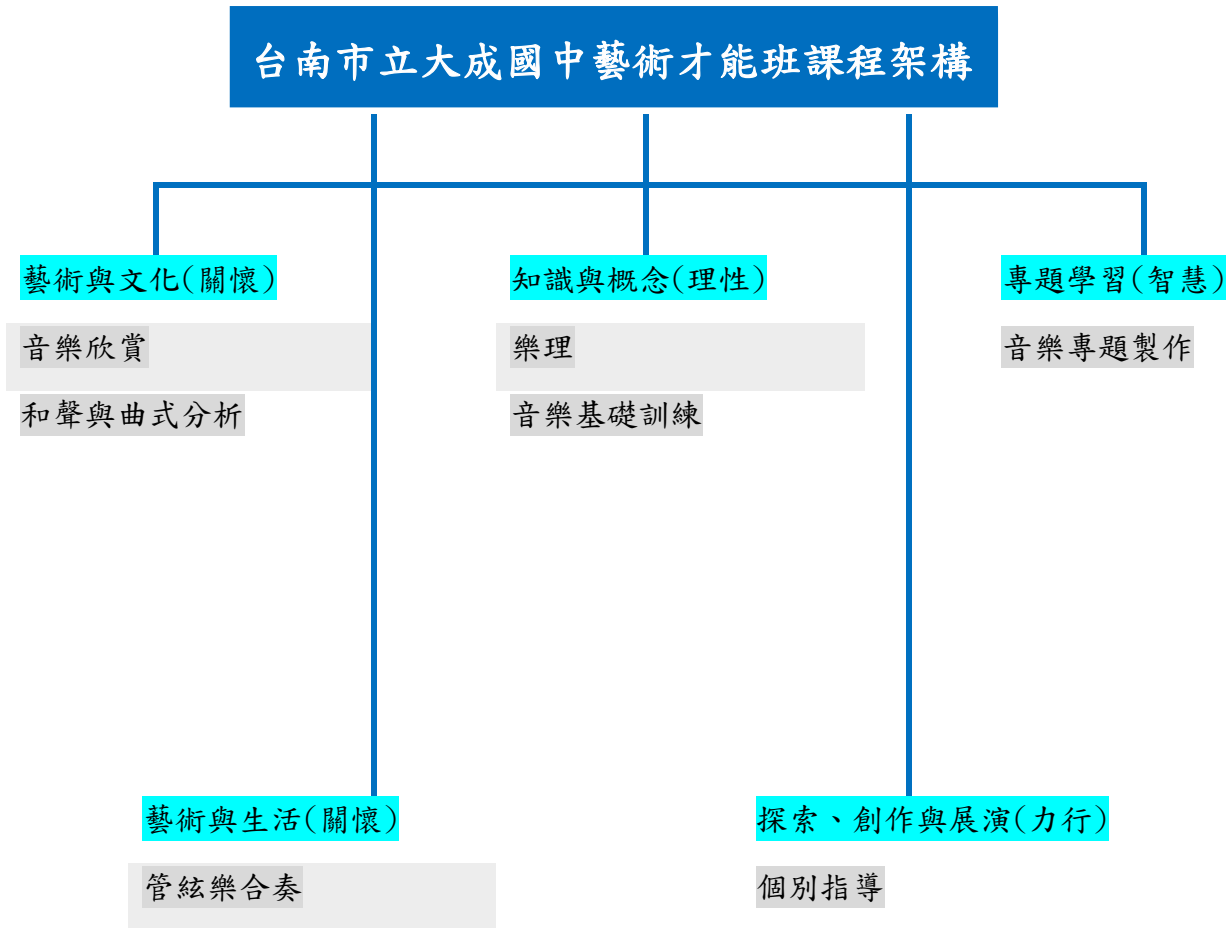 台南市立大成國中藝術才能班課程架構
藝術與文化(關懷)
音樂欣賞
和聲與曲式分析
知識與概念(理性)
樂理
音樂基礎訓練
專題學習(智慧)
音樂專題製作
藝術與生活(關懷)
管絃樂合奏
探索、創作與展演(力行)
個別指導